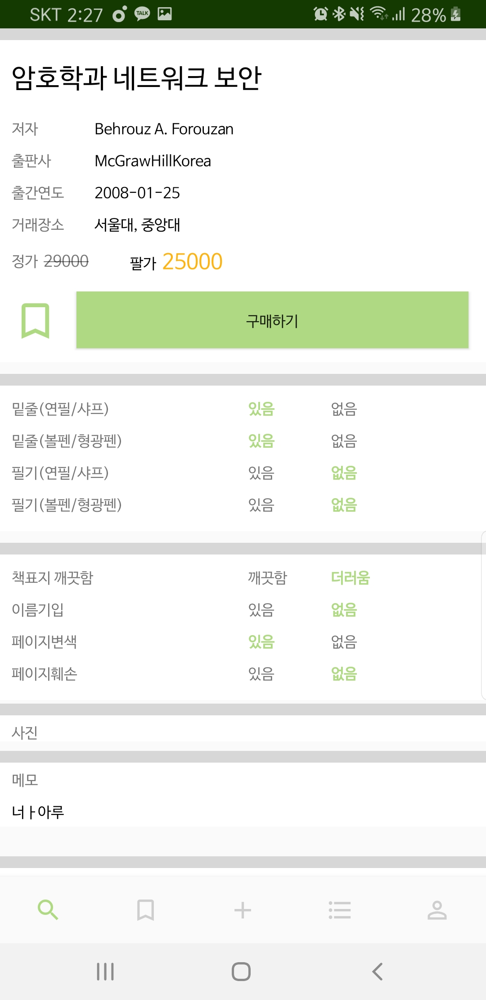 SKT 2:27 TALK 28%
암호학과 네트워크 보안
저자 Behrouz A. Forouzan
출판사 McGrawHillKorea
출간연도 2008-01-25
거래장소 서울대, 중앙대
정가 29000 팔가 25000
구매하기
밑줄(연필/샤프) 있음 없음
밑줄(볼펜/형광펜) 있음 없음
필기(연필/샤프) 있음 없음
필기(볼펜/형광펜) 있음 없음
책표지 깨끗함 깨끗함 더러움
이름기입 있음 없음
페이지변색 있음 없음
페이지훼손 있음 없음
사진
메모
너ㅏ아루